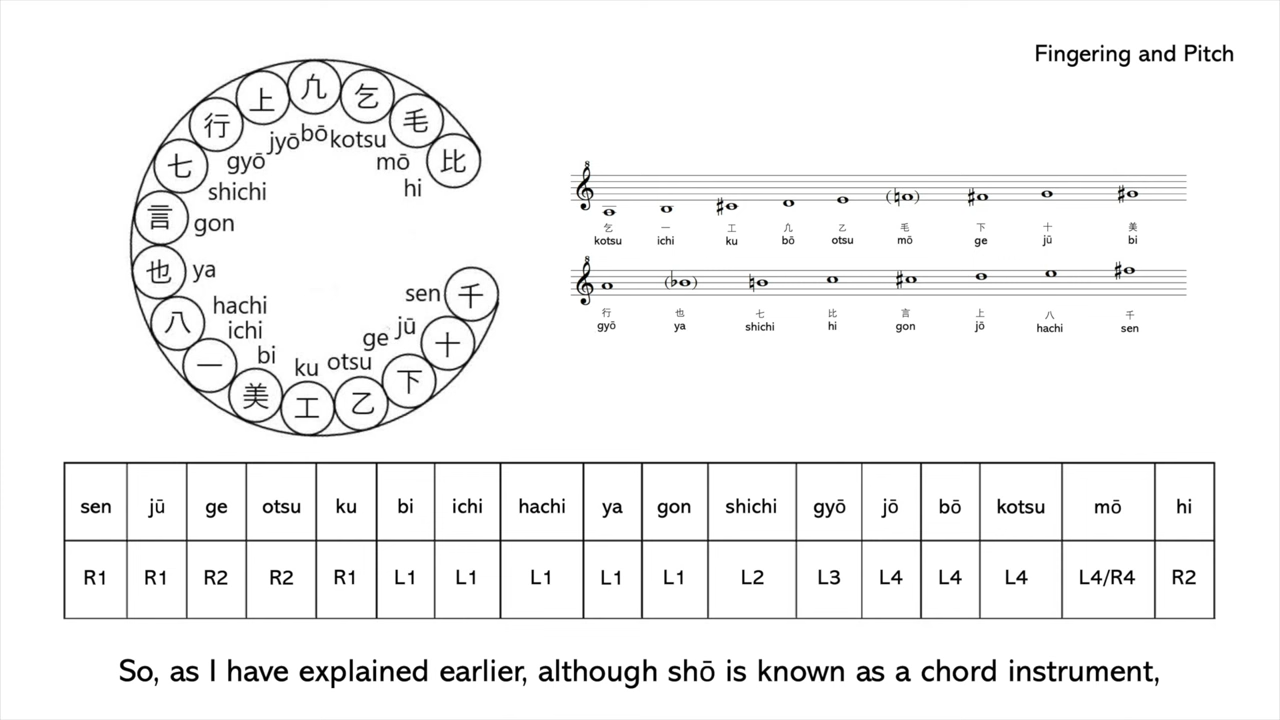 Fingering and Pitch
比
毛
乞
八
上
行
七
言
也
八
一
美
工
乙
下
十
千
hi
mō
kotsu
bō
jyō
gyō
shichi
gon
ya
hachi
ichi
bi
ku
otsu
ge
jū
sen
乞 一 工 八 乙 毛 下 十 美
kotsu ichi ku bō otsu mō ge jū bi
行 也 七 比 言 上 八 千
gyō ya shichi hi gon jō hachi sen
sen jū ge otsu ku bi ichi hachi ya gon shichi gyō jō bō kotsu mō hi
R1 R1 R2 R2 R1 L1 L1 L1 L1 L1 L2 L3 L4 L4 L4 L4/R4 R2
So, as I have explained earlier, although shō is known as a chord instrument,